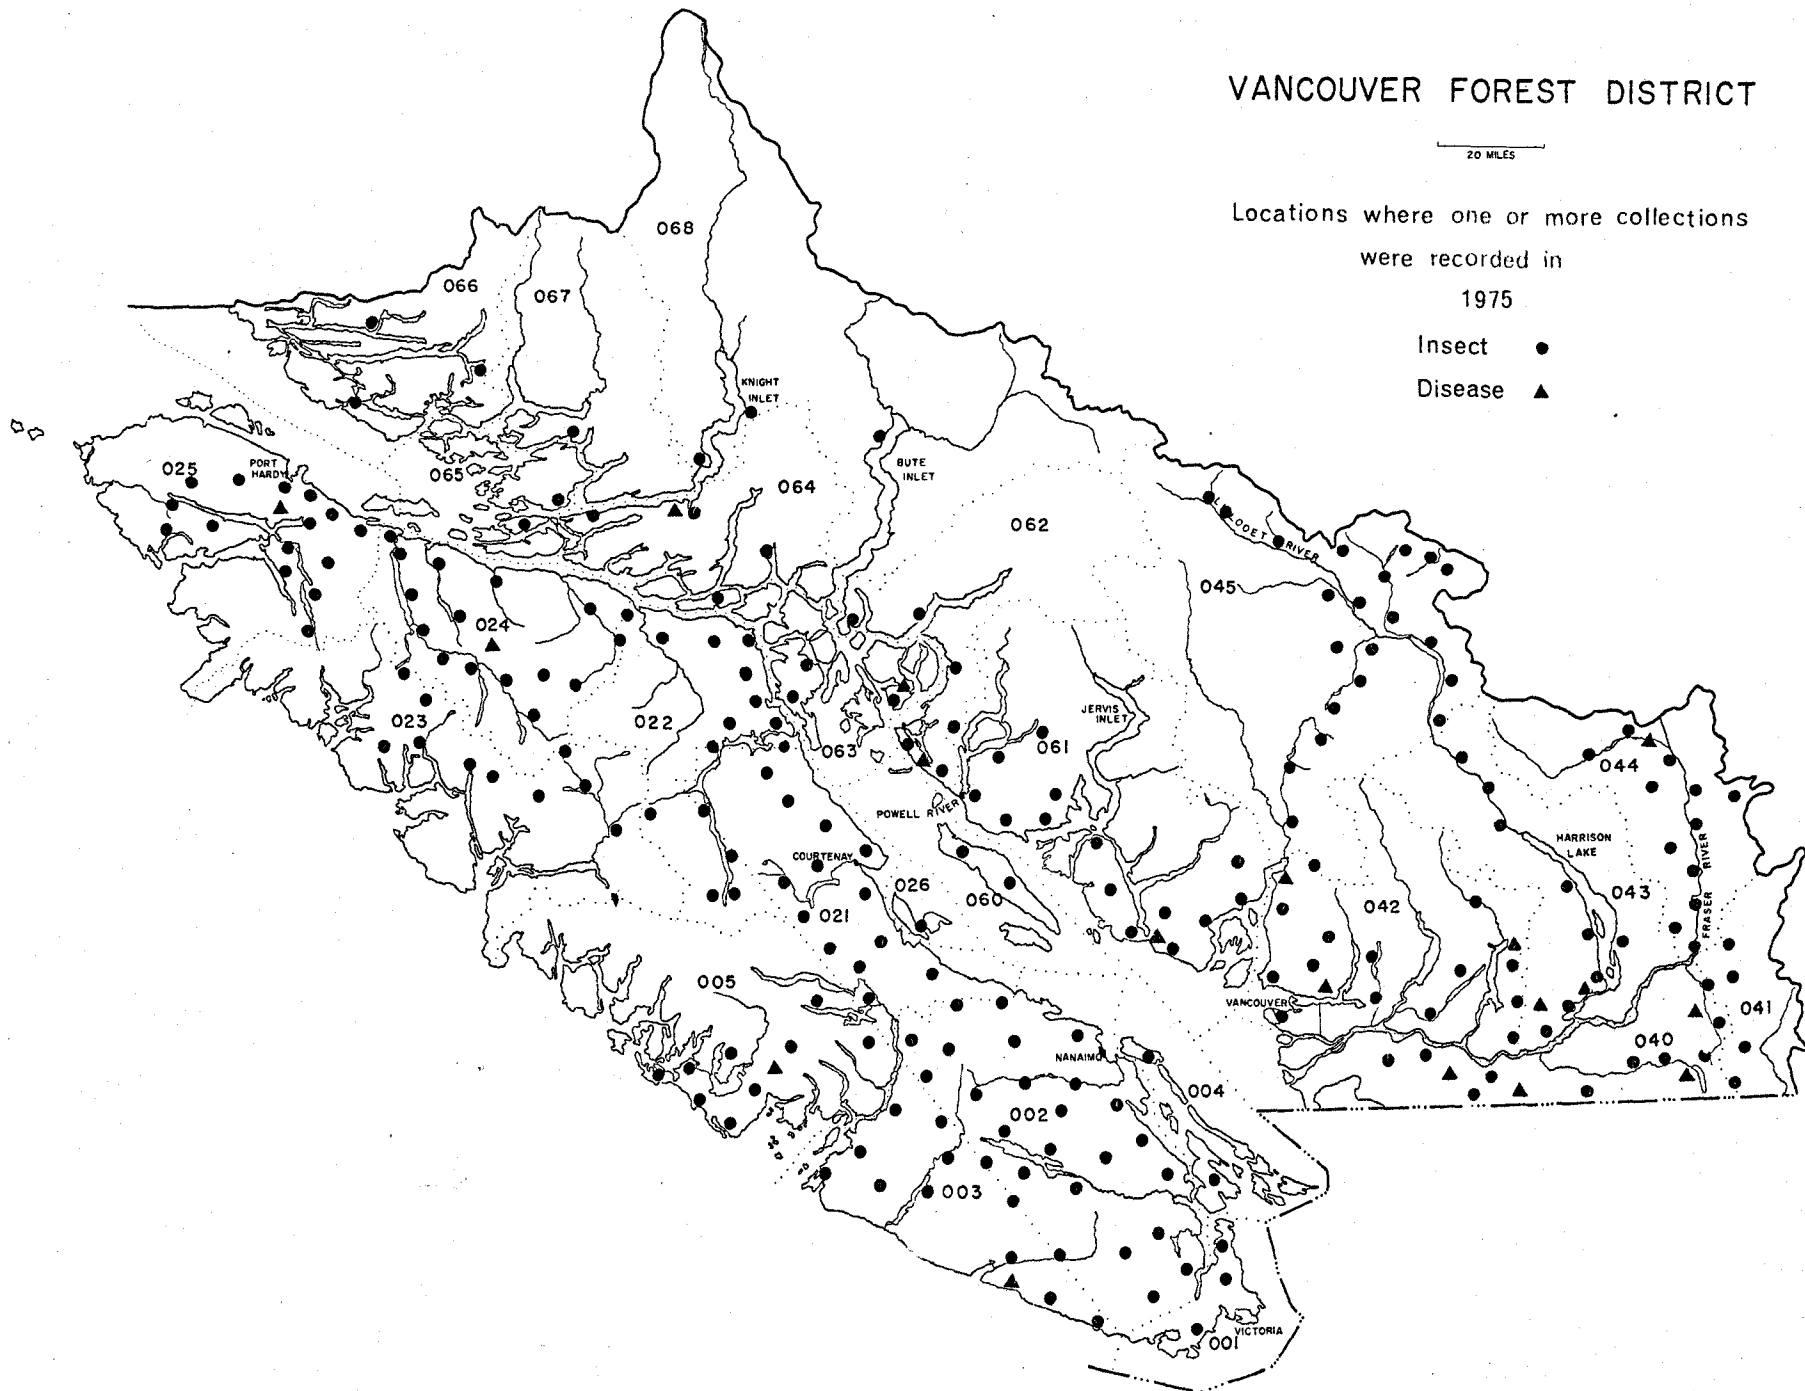 VANCOUVER FOREST DISTRICT
20 MILES
Locations where one or more collections
were recorded in
1975
Insect
Disease
068
066
067
KNIGHT
INLET
025
PORT
HARDY
065
064
BUTE
INLET
062
LILLOOET RIVER
045
024
023
022
063
JERVIS
INLET
061
044
POWELL RIVER
COURTENAY
026
060
021
HARRISON
LAKE
042
043
FRASER RIVER
005
VANCOUVER
041
040
NANAIMO
004
002
003
001
VICTORIA